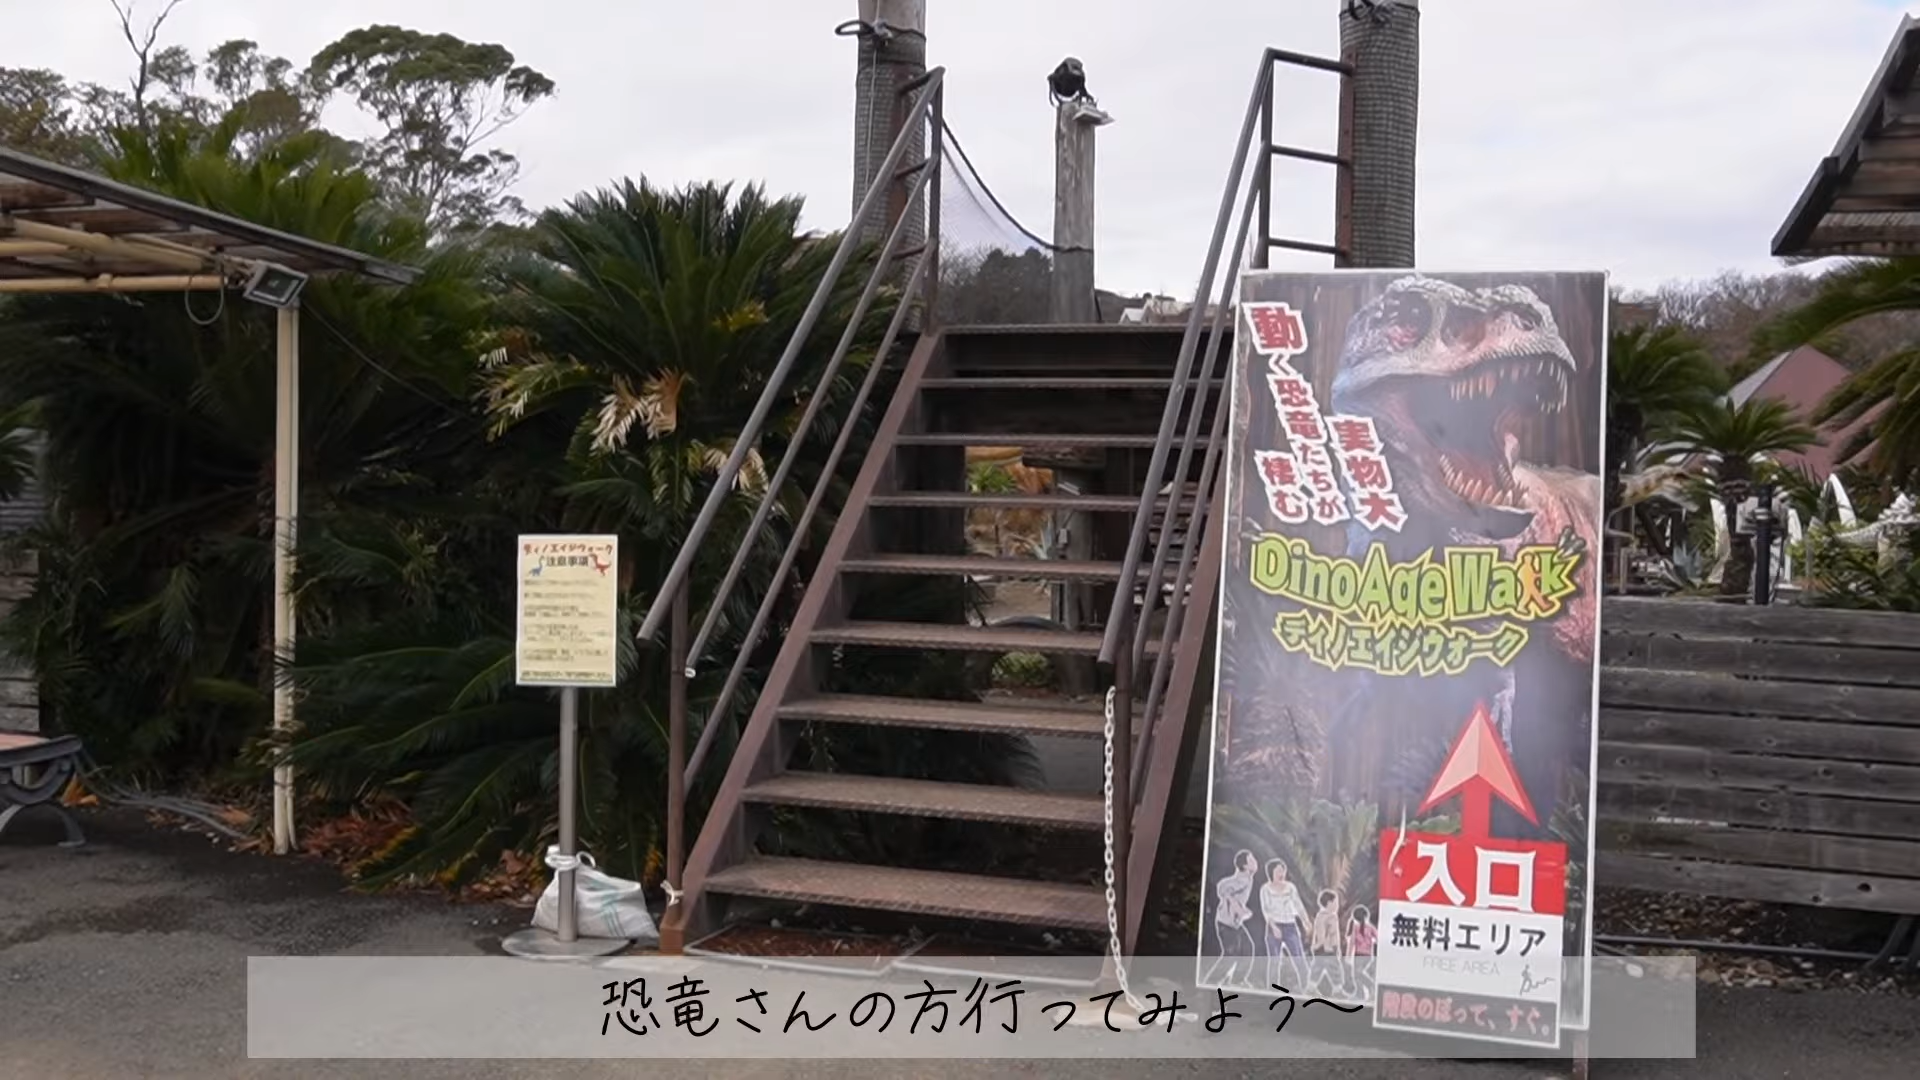 ディノエイジウォーク
注意事項
動く恐竜たちが
棲む
実物大
Dino Age Walk
ディノエイジウォーク
入口
無料エリア
FREE AREA
階段のぼって、すぐ。
恐竜さんの方行ってみよう〜